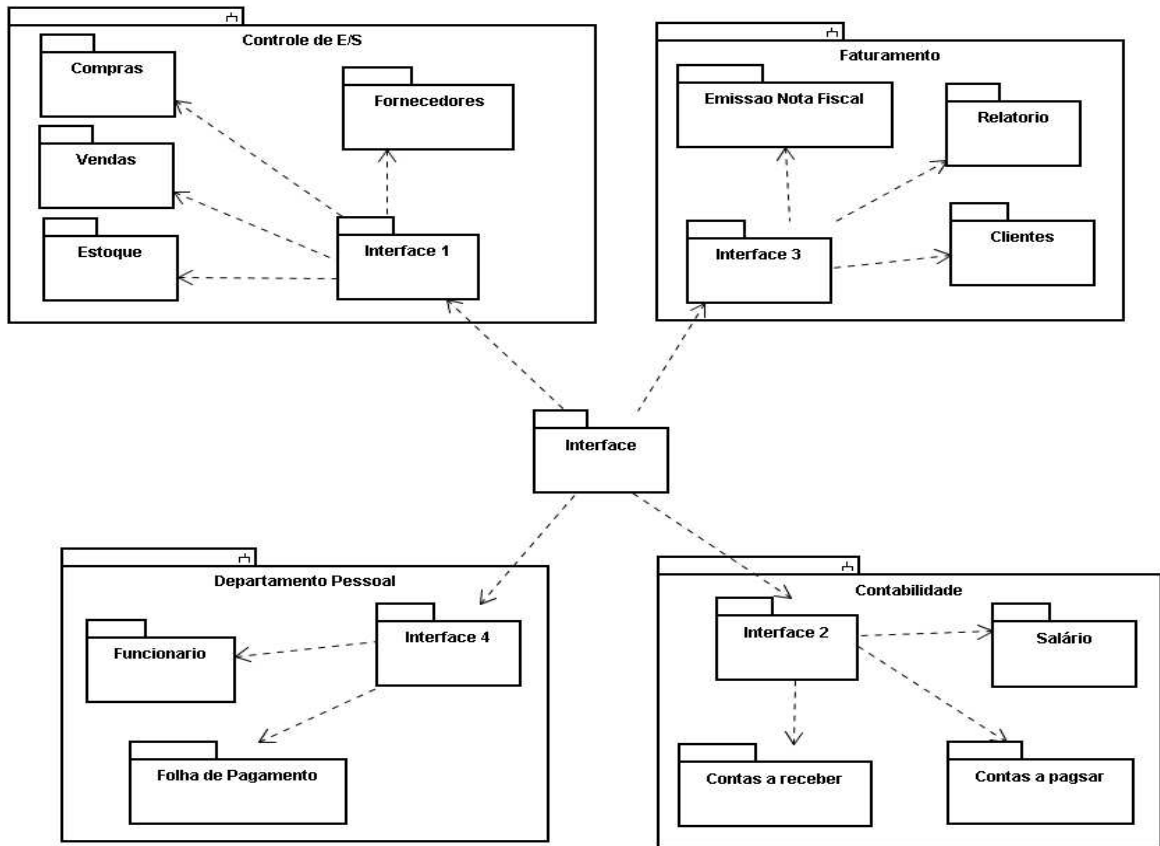 Controle de E/S
Compras
Fornecedores
Vendas
Estoque
Interface 1
Faturamento
Emissao Nota Fiscal
Relatorio
Interface 3
Clientes
Interface
Departamento Pessoal
Funcionario
Interface 4
Folha de Pagamento
Contabilidade
Interface 2
Salário
Contas a receber
Contas a pagsar